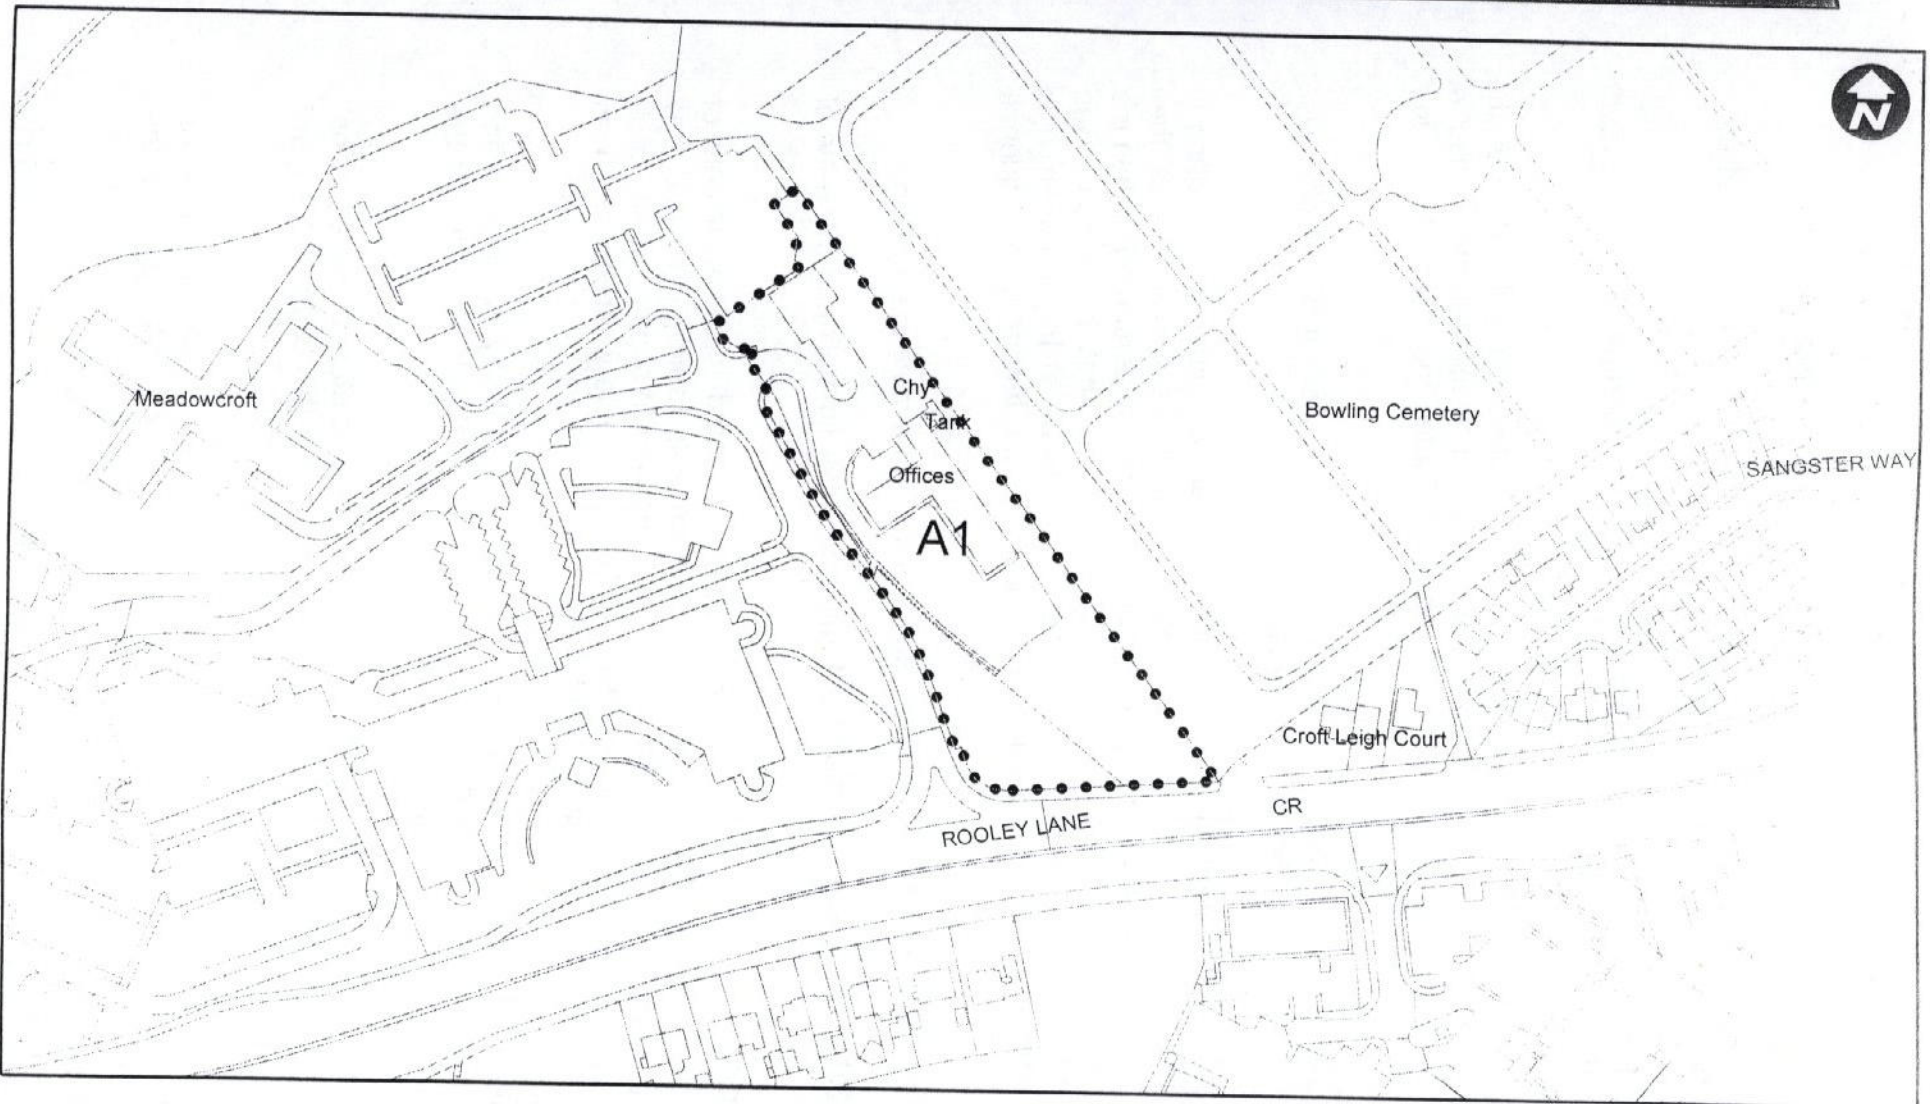 N
Meadowcroft
Chy
Tank
Bowling Cemetery
SANGSTER WAY
Offices
A1
Croft Leigh Court
CR
ROOLEY LANE